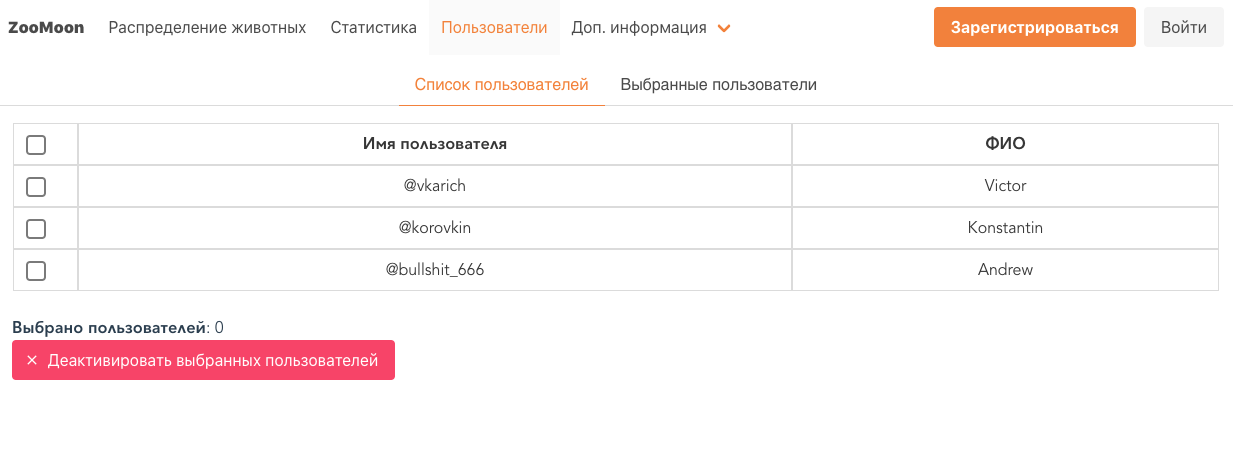 ZooMoon Распределение животных Статистика Пользователи Доп. информация Зарегистрироваться Войти
Список пользователей Выбранные пользователи
Имя пользователя ФИО
@vkarich Victor
@korovkin Konstantin
@bullshit_666 Andrew
Выбрано пользователей: 0
× Деактивировать выбранных пользователей